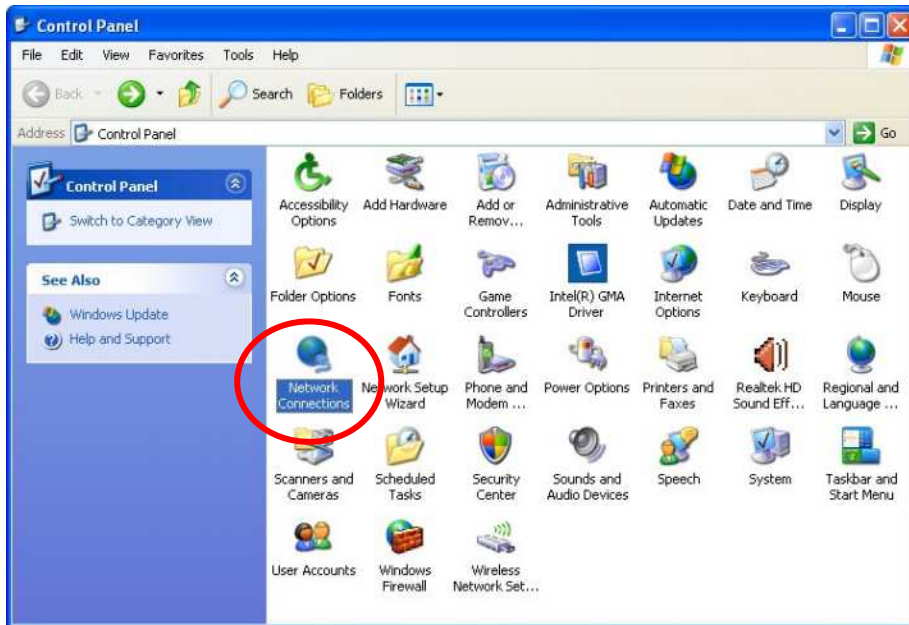 Control Panel
File Edit View Favorites Tools Help
Back Search Folders
Address Control Panel Go
Control Panel
Switch to Category View
See Also
Windows Update
Help and Support
Accessibility Options
Add Hardware
Add or Remov...
Administrative Tools
Automatic Updates
Date and Time
Display
Folder Options
Fonts
Game Controllers
Intel(R) GMA Driver
Internet Options
Keyboard
Mouse
Network Connections
Network Setup Wizard
Phone and Modem ...
Power Options
Printers and Faxes
Realtek HD Sound Eff...
Regional and Language ...
Scanners and Cameras
Scheduled Tasks
Security Center
Sounds and Audio Devices
Speech
System
Taskbar and Start Menu
User Accounts
Windows Firewall
Wireless Network Set...